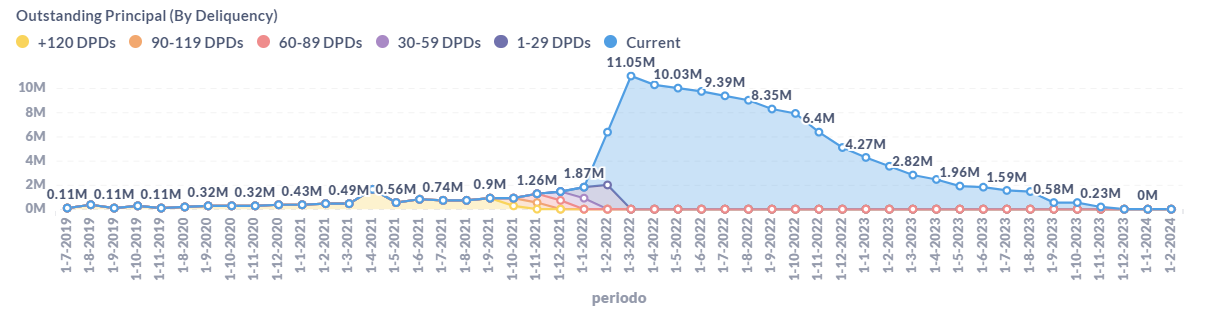 Outstanding Principal (By Deliquency)
+120 DPDs 90-119 DPDs 60-89 DPDs 30-59 DPDs 1-29 DPDs Current
10M
8M
6M
4M
2M
0M
0.11M 0.11M 0.11M 0.32M 0.32M 0.43M 0.49M 0.56M 0.74M 0.9M 1.26M 1.87M 11.05M 10.03M 9.39M 8.35M 6.4M 4.27M 2.82M 1.96M 1.59M 0.58M 0.23M 0M
1-7-2019 1-8-2019 1-9-2019 1-10-2019 1-11-2019 1-8-2020 1-9-2020 1-10-2020 1-11-2020 1-12-2020 1-1-2021 1-2-2021 1-3-2021 1-4-2021 1-5-2021 1-6-2021 1-7-2021 1-8-2021 1-9-2021 1-10-2021 1-11-2021 1-12-2021 1-1-2022 1-2-2022 1-3-2022 1-4-2022 1-5-2022 1-6-2022 1-7-2022 1-8-2022 1-9-2022 1-10-2022 1-11-2022 1-12-2022 1-1-2023 1-2-2023 1-3-2023 1-4-2023 1-5-2023 1-6-2023 1-7-2023 1-8-2023 1-9-2023 1-10-2023 1-11-2023 1-12-2023 1-1-2024 1-2-2024
periodo